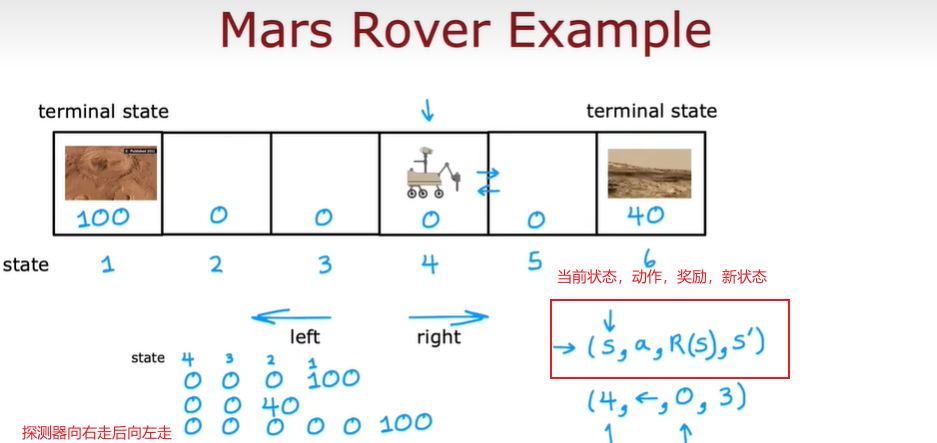 Mars Rover Example
terminal state
terminal state
100 0 0 0 0 40
state 1 2 3 4 5 6
当前状态，动作，奖励，新状态
left
right
(s, a, R(s), s')
state 4 3 2 1
0 0 0 100
0 0 40
(4, ←, 0, 3)
探测器向右走后向左走
0 0 0 0 0 100